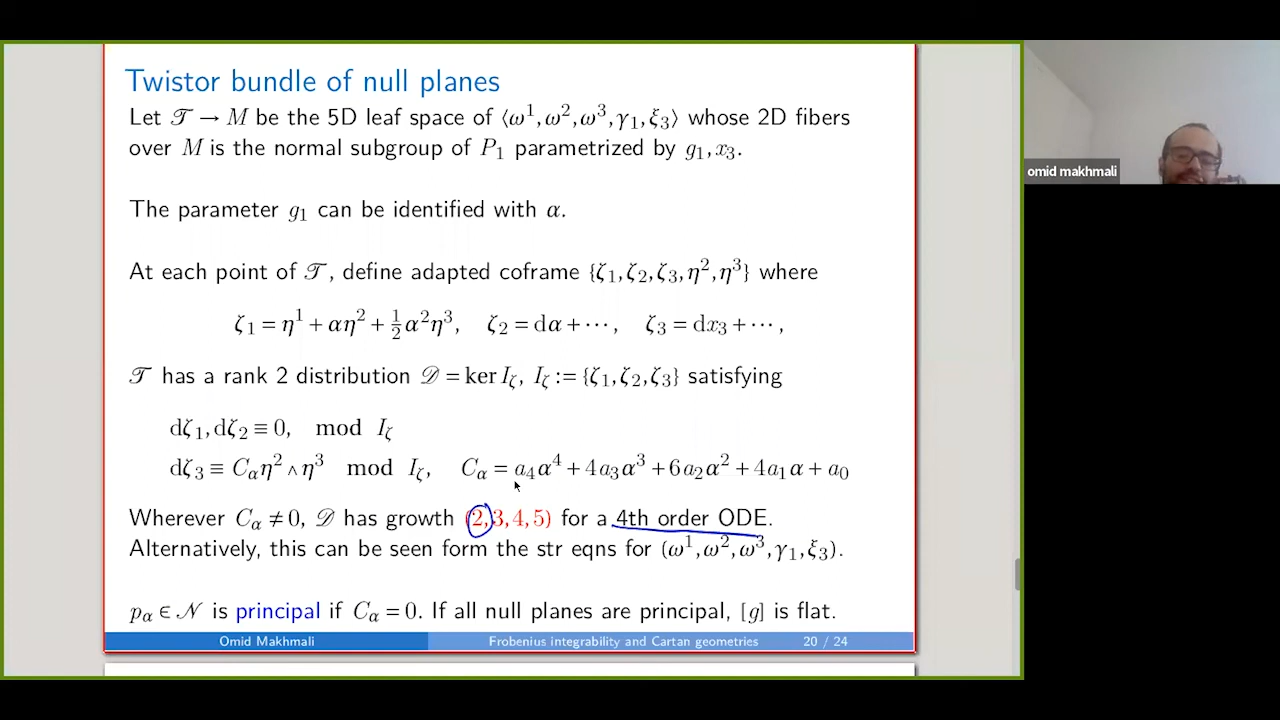 Twistor bundle of null planes
Let 𝒯 → M be the 5D leaf space of ⟨ω¹, ω², ω³, γ₁, ξ₃⟩ whose 2D fibers
over M is the normal subgroup of P₁ parametrized by g₁, x₃.
The parameter g₁ can be identified with α.
At each point of 𝒯, define adapted coframe {ζ₁, ζ₂, ζ₃, η², η³} where
ζ₁ = η¹ + αη² + ½α²η³, ζ₂ = dα + ⋯, ζ₃ = dx₃ + ⋯,
𝒯 has a rank 2 distribution 𝒟 = ker I_ζ, I_ζ := {ζ₁, ζ₂, ζ₃} satisfying
dζ₁, dζ₂ ≡ 0, mod I_ζ
dζ₃ ≡ C_α η² ∧ η³ mod I_ζ, C_α = a₄α⁴ + 4a₃α³ + 6a₂α² + 4a₁α + a₀
Wherever C_α ≠ 0, 𝒟 has growth (2,3,4,5) for a 4th order ODE.
Alternatively, this can be seen form the str eqns for (ω¹, ω², ω³, γ₁, ξ₃).
p_α ∈ 𝒩 is principal if C_α = 0. If all null planes are principal, [g] is flat.
Omid Makhmali Frobenius integrability and Cartan geometries 20 / 24
omid makhmali